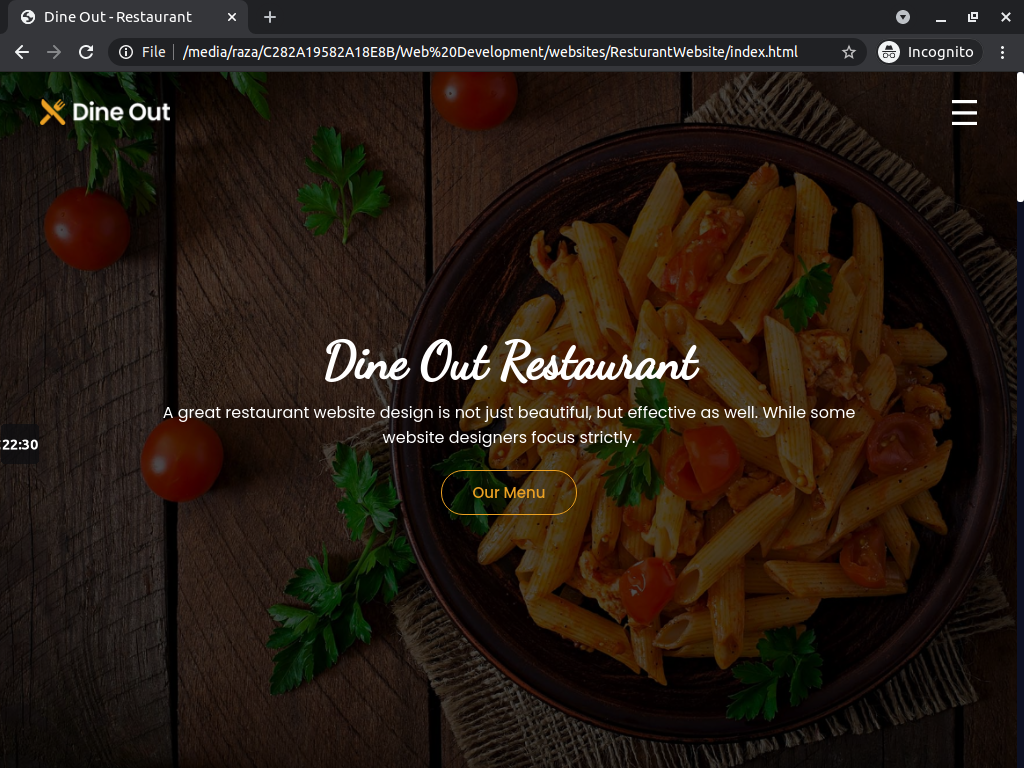 Dine Out - Restaurant
File
/media/raza/C282A19582A18E8B/Web%20Development/websites/ResturantWebsite/index.html
Incognito
Dine Out
Dine Out Restaurant
A great restaurant website design is not just beautiful, but effective as well. While some
website designers focus strictly.
22:30
Our Menu